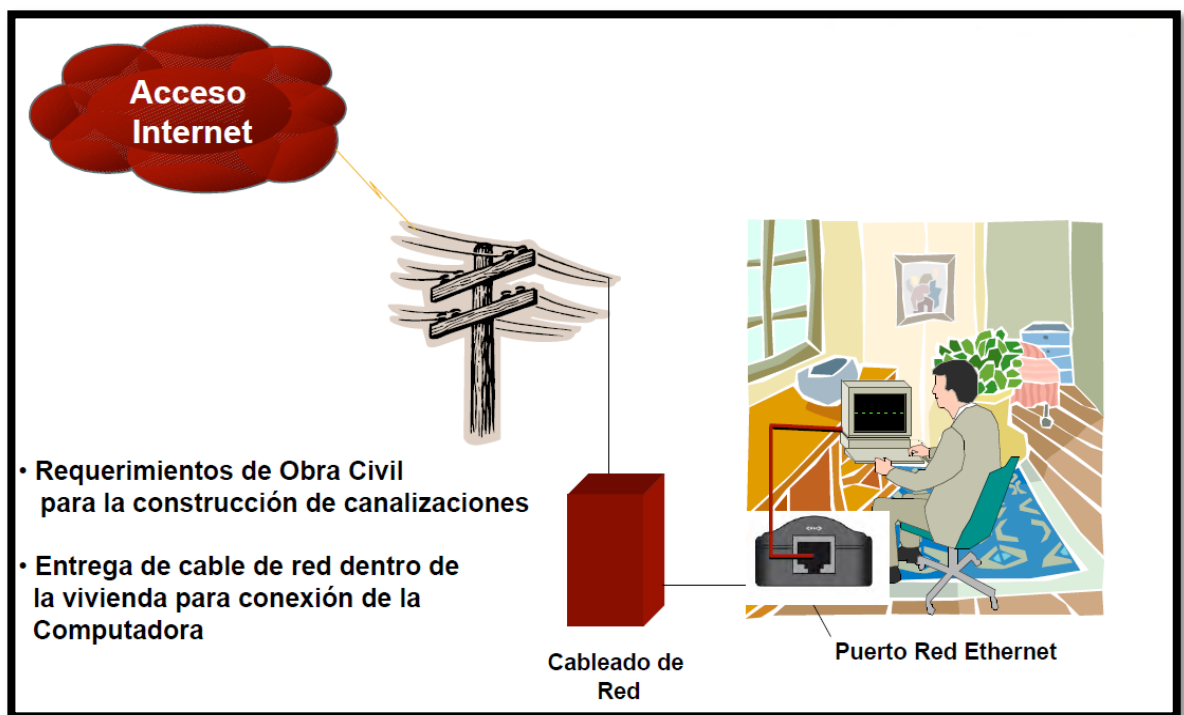 Acceso
Internet
• Requerimientos de Obra Civil
para la construcción de canalizaciones
• Entrega de cable de red dentro de
la vivienda para conexión de la
Computadora
Cableado de
Red
Puerto Red Ethernet